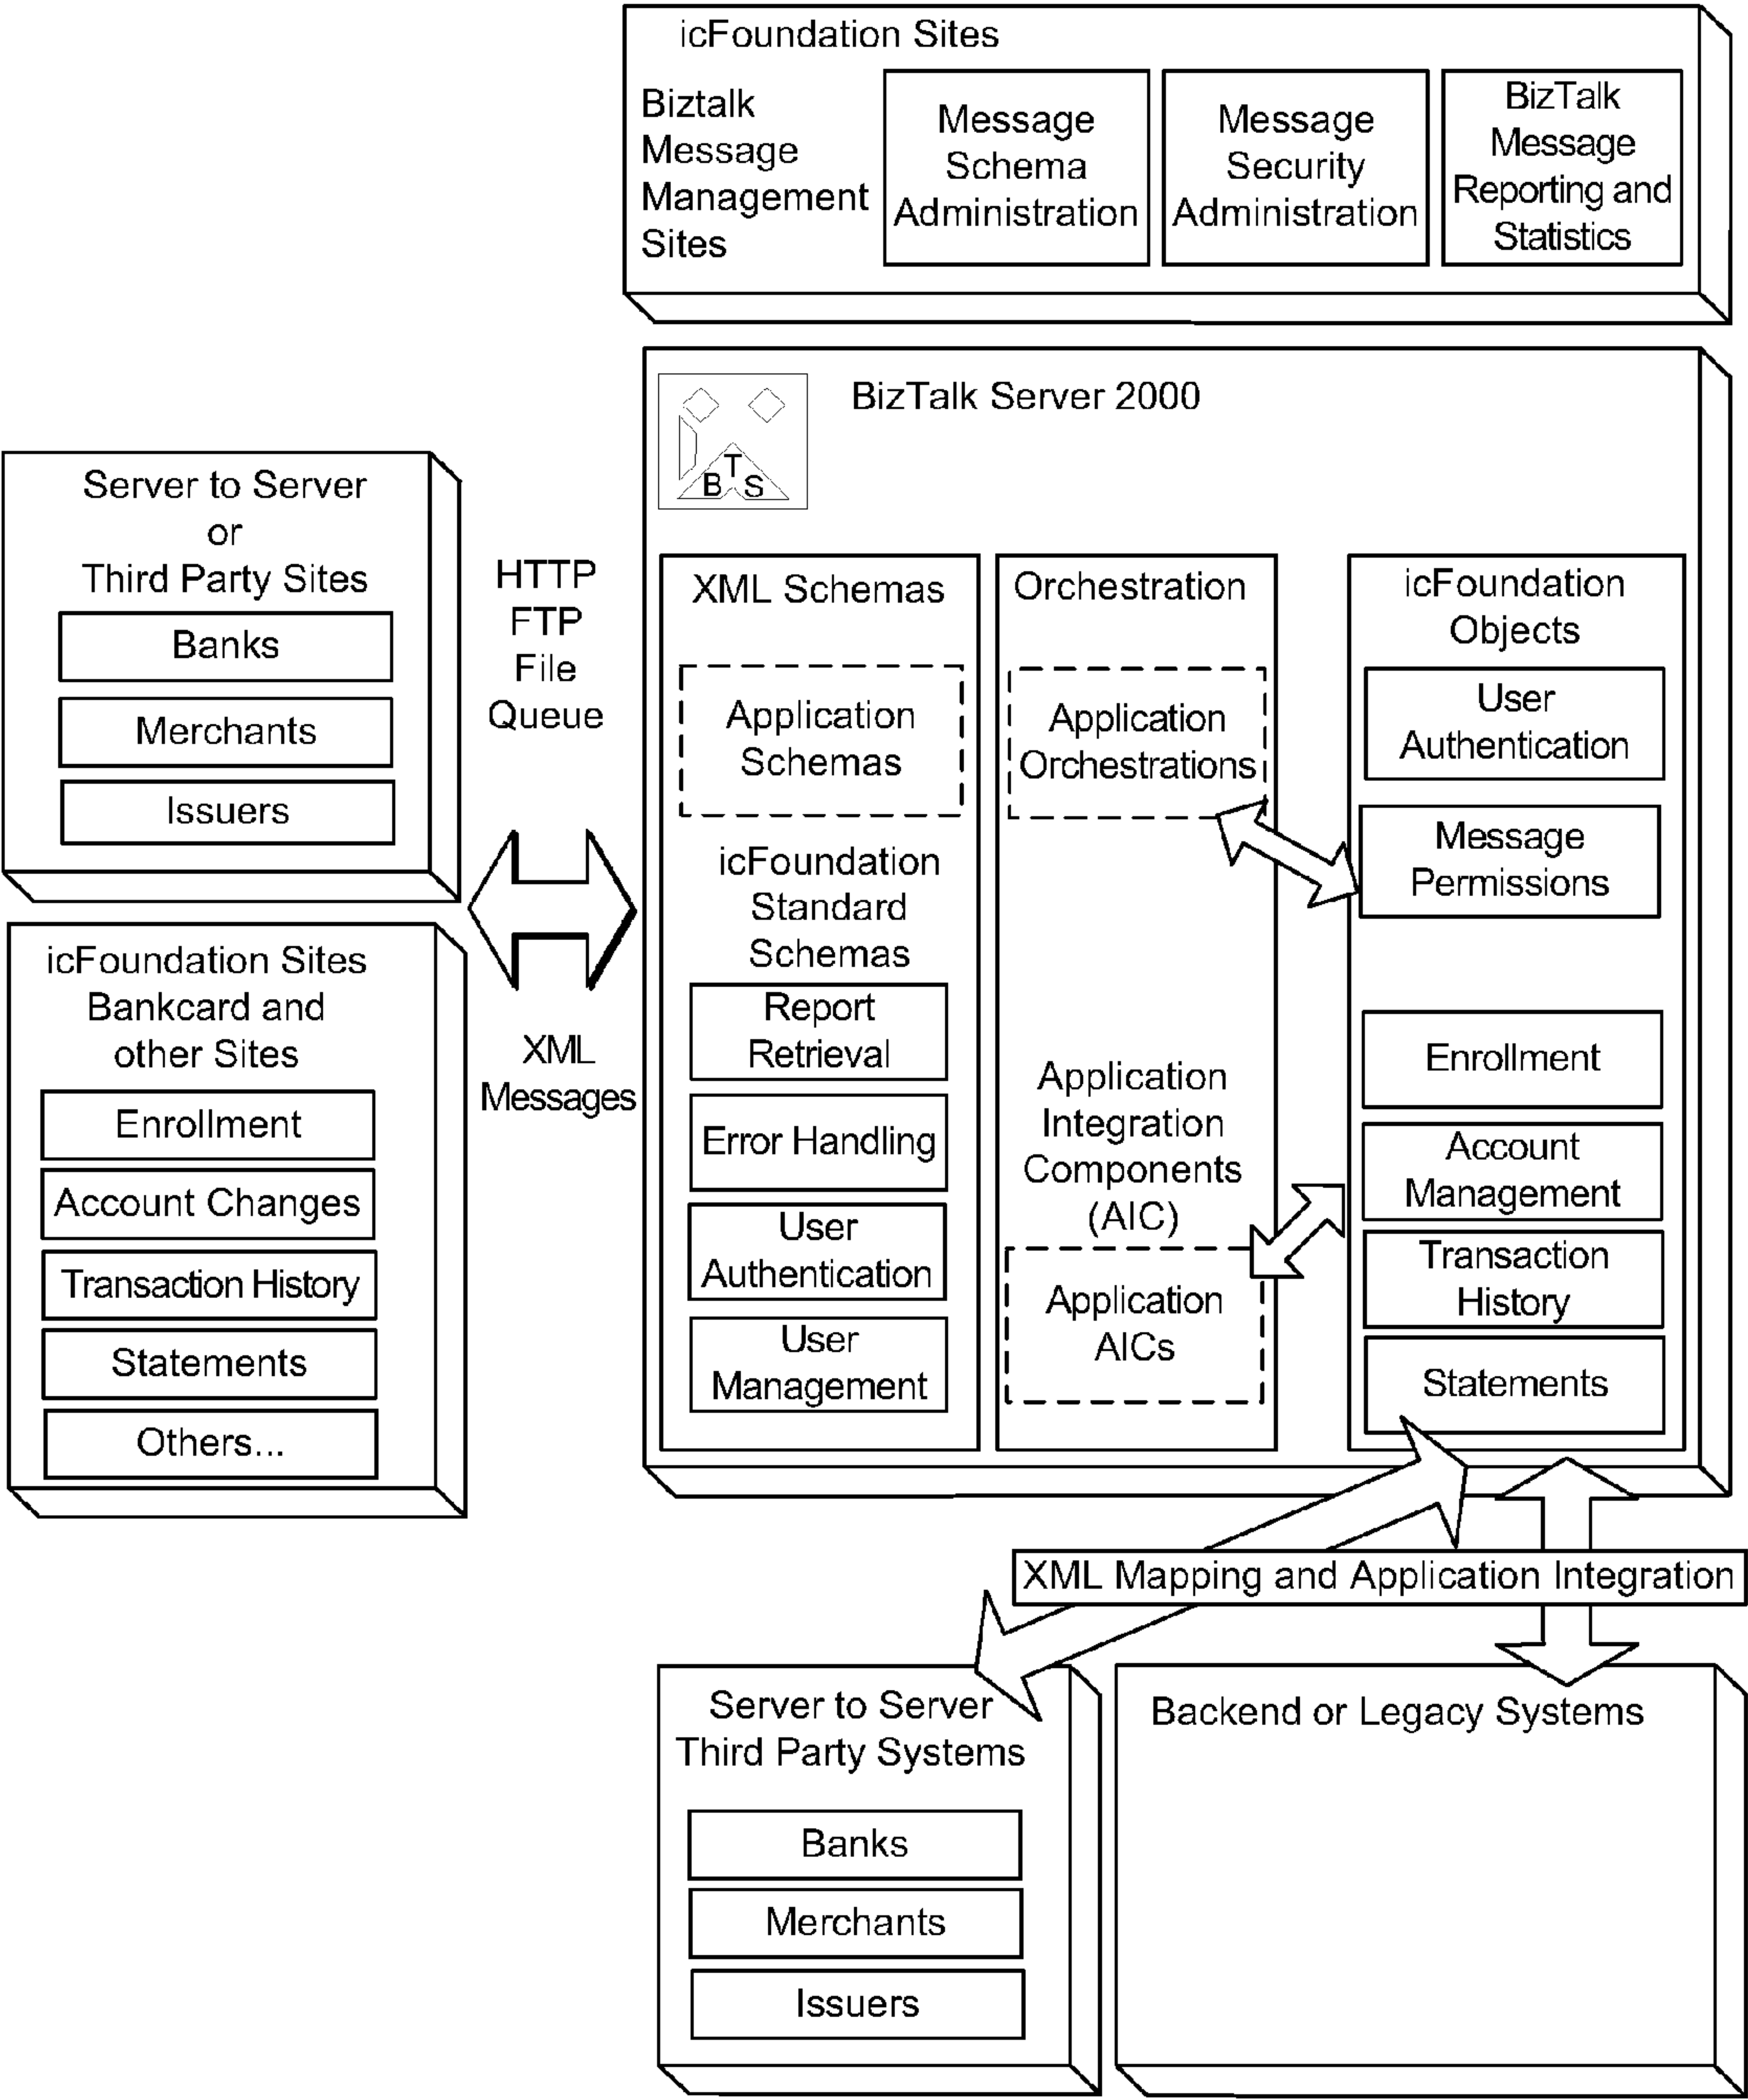 icFoundation Sites
Biztalk
Message
Management
Sites
Message
Schema
Administration
Message
Security
Administration
BizTalk
Message
Reporting and
Statistics
BizTalk Server 2000
B T S
Server to Server
or
Third Party Sites
Banks
Merchants
Issuers
HTTP
FTP
File
Queue
XML
Messages
icFoundation Sites
Bankcard and
other Sites
Enrollment
Account Changes
Transaction History
Statements
Others...
XML Schemas
Application
Schemas
icFoundation
Standard
Schemas
Report
Retrieval
Error Handling
User
Authentication
User
Management
Orchestration
Application
Orchestrations
Application
Integration
Components
(AIC)
Application
AICs
icFoundation
Objects
User
Authentication
Message
Permissions
Enrollment
Account
Management
Transaction
History
Statements
XML Mapping and Application Integration
Server to Server
Third Party Systems
Banks
Merchants
Issuers
Backend or Legacy Systems